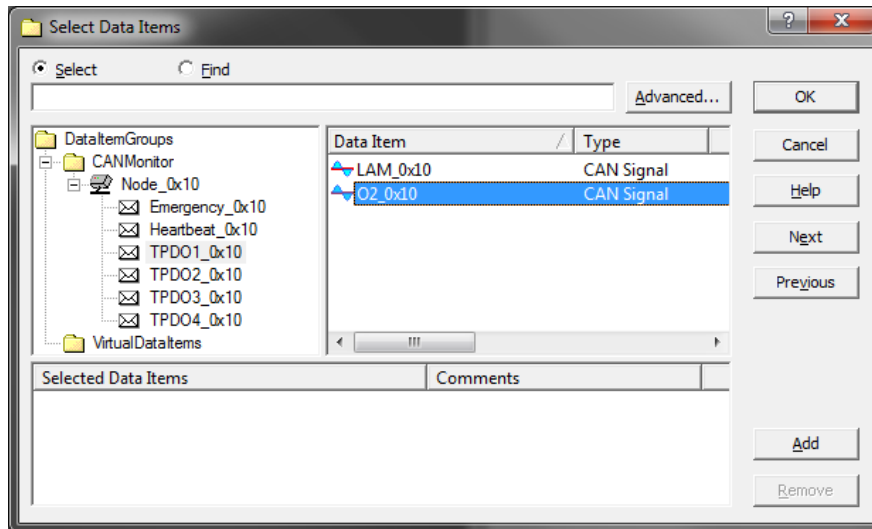 Select Data Items
Select Find
Advanced...
OK
Cancel
Help
Next
Previous
Add
Remove
DataItemGroups
CANMonitor
Node_0x10
Emergency_0x10
Heartbeat_0x10
TPDO1_0x10
TPDO2_0x10
TPDO3_0x10
TPDO4_0x10
VirtualDataItems
Data Item Type
LAM_0x10 CAN Signal
O2_0x10 CAN Signal
Selected Data Items Comments